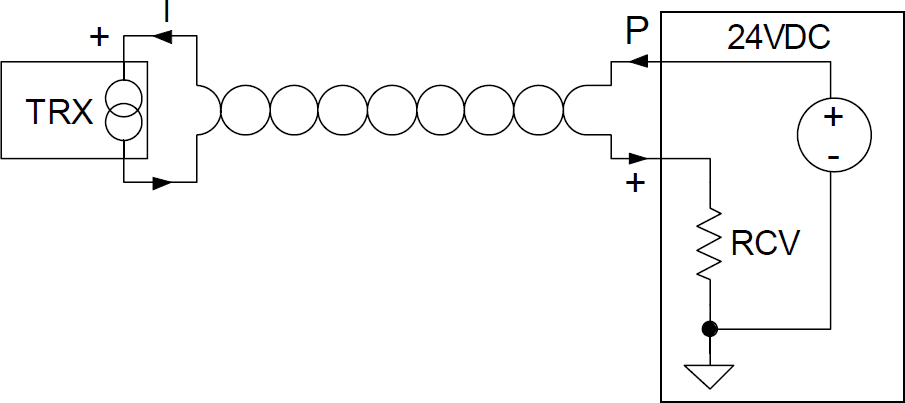 I
+
P
24VDC
TRX
+
-
+
RCV